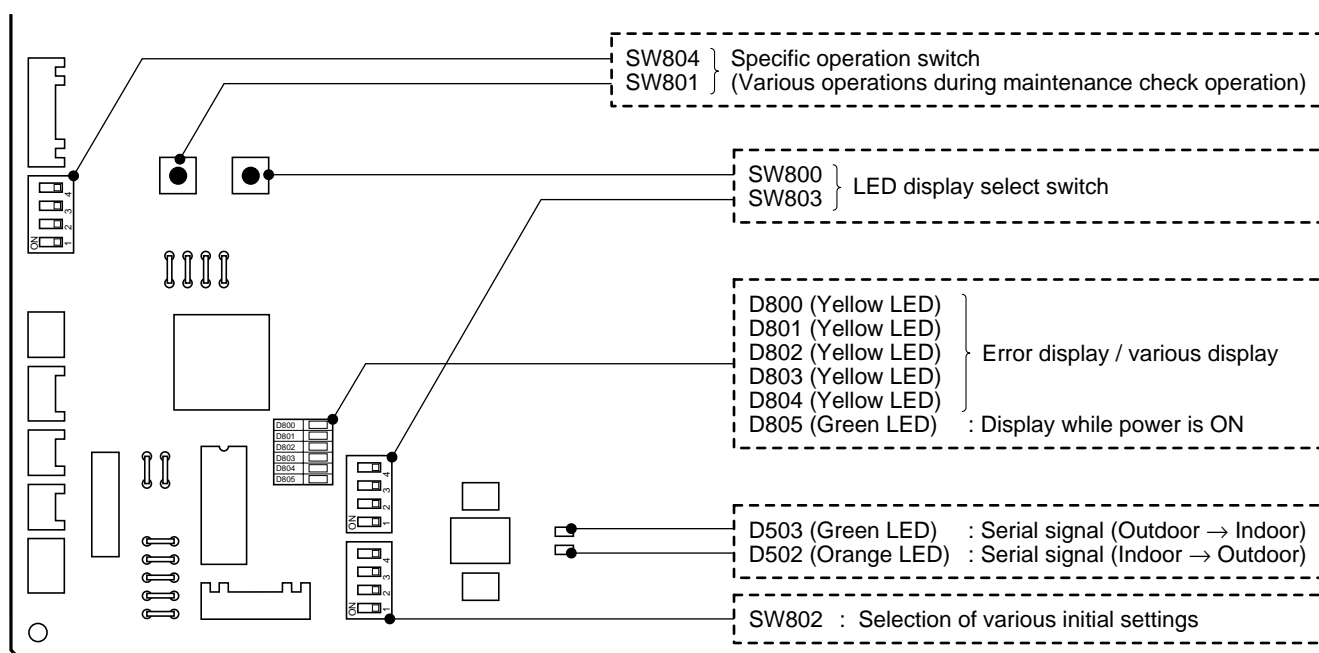 SW804
SW801
Specific operation switch
(Various operations during maintenance check operation)
4
3
2
1
ON
SW800
SW803
LED display select switch
D800 (Yellow LED)
D801 (Yellow LED)
D802 (Yellow LED)
D803 (Yellow LED)
D804 (Yellow LED)
Error display / various display
D805 (Green LED) : Display while power is ON
D800
D801
D802
D803
D804
D805
4
3
2
1
ON
D503 (Green LED) : Serial signal (Outdoor → Indoor)
D502 (Orange LED) : Serial signal (Indoor → Outdoor)
4
3
2
1
ON
SW802 : Selection of various initial settings